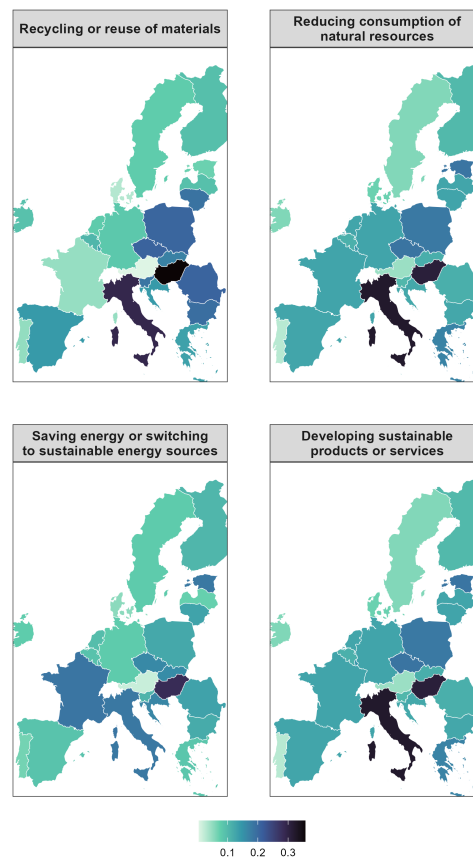 Recycling or reuse of materials
Reducing consumption of
natural resources
Saving energy or switching
to sustainable energy sources
Developing sustainable
products or services
0.1 0.2 0.3